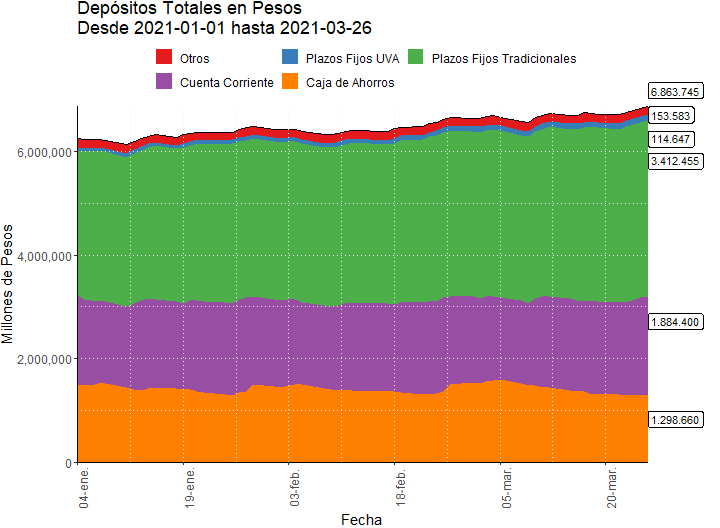 Depósitos Totales en Pesos
Desde 2021-01-01 hasta 2021-03-26
Otros
Plazos Fijos UVA
Plazos Fijos Tradicionales
Cuenta Corriente
Caja de Ahorros
Millones de Pesos
6,000,000
4,000,000
2,000,000
0
6.863.745
153.583
114.647
3.412.455
1.884.400
1.298.660
04-ene.
19-ene.
03-feb.
18-feb.
05-mar.
20-mar.
Fecha